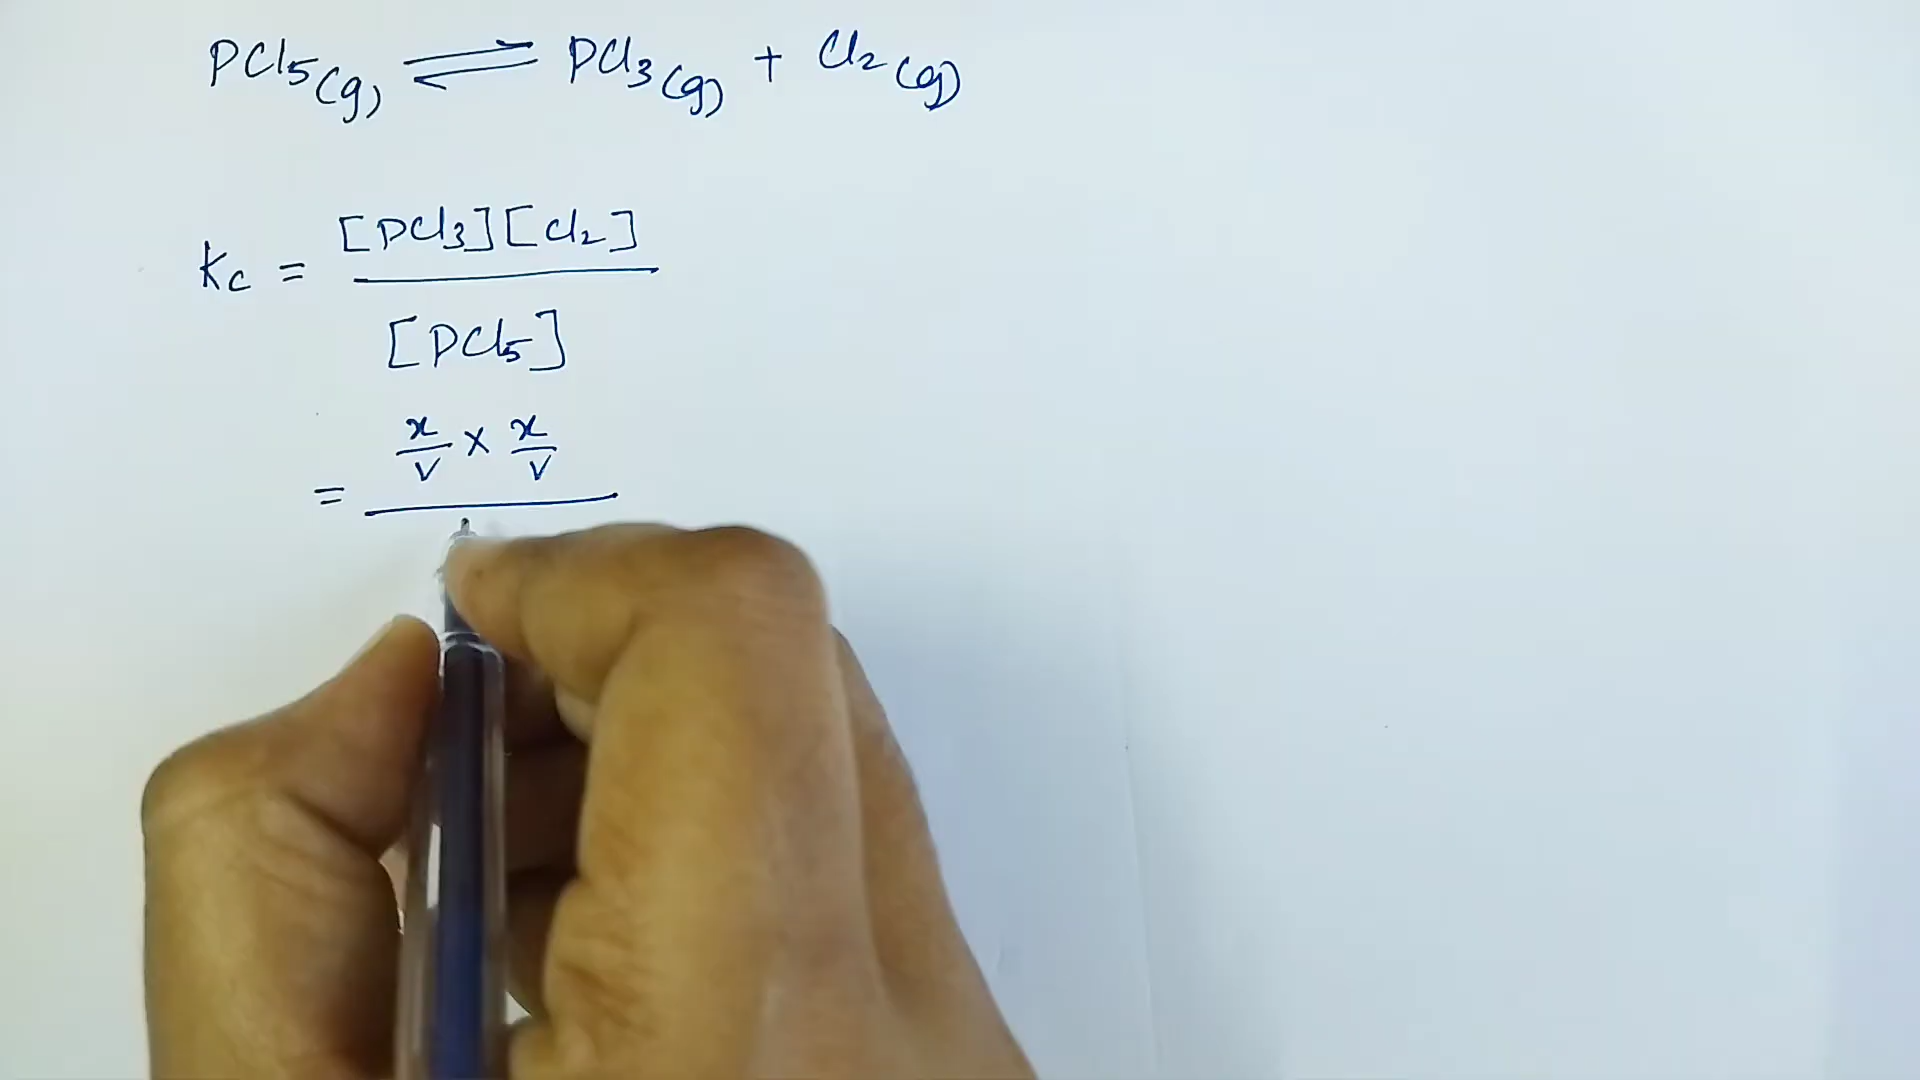 PCl5(g) ⇌ PCl3(g) + Cl2(g)
Kc = [PCl3][Cl2] / [PCl5]
= x/V × x/V